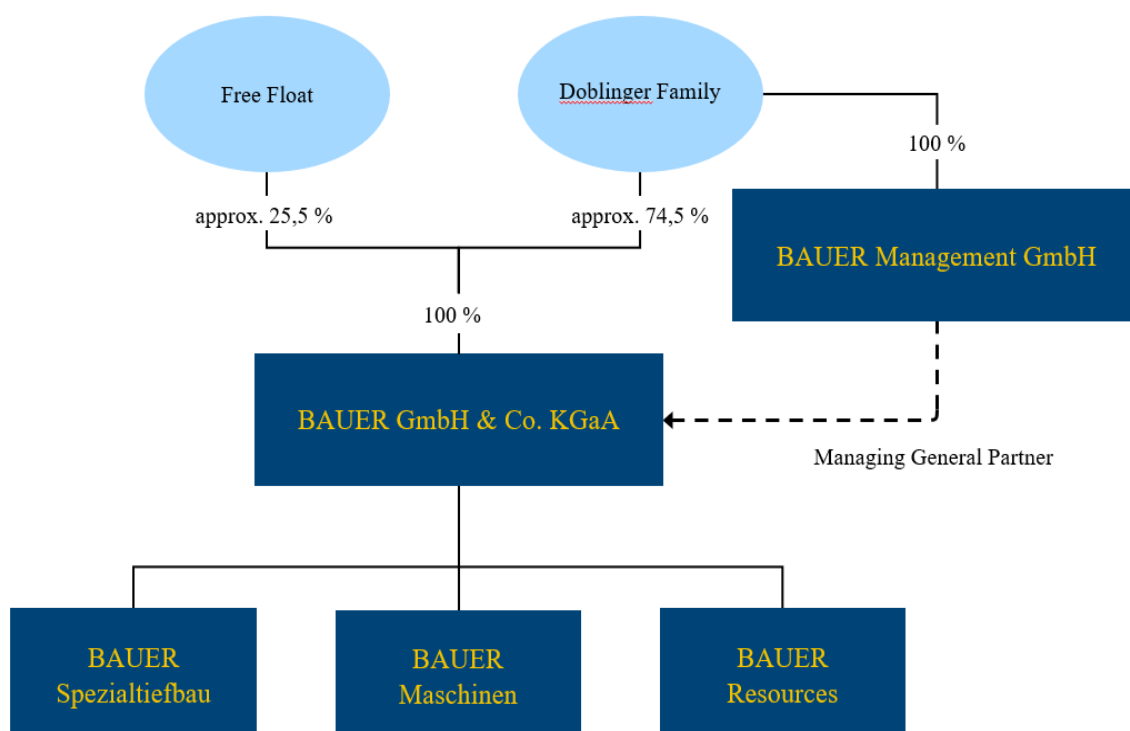 Free Float
Doblinger Family
100 %
approx. 25,5 %
approx. 74,5 %
BAUER Management GmbH
100 %
BAUER GmbH & Co. KGaA
Managing General Partner
BAUER
Spezialtiefbau
BAUER
Maschinen
BAUER
Resources